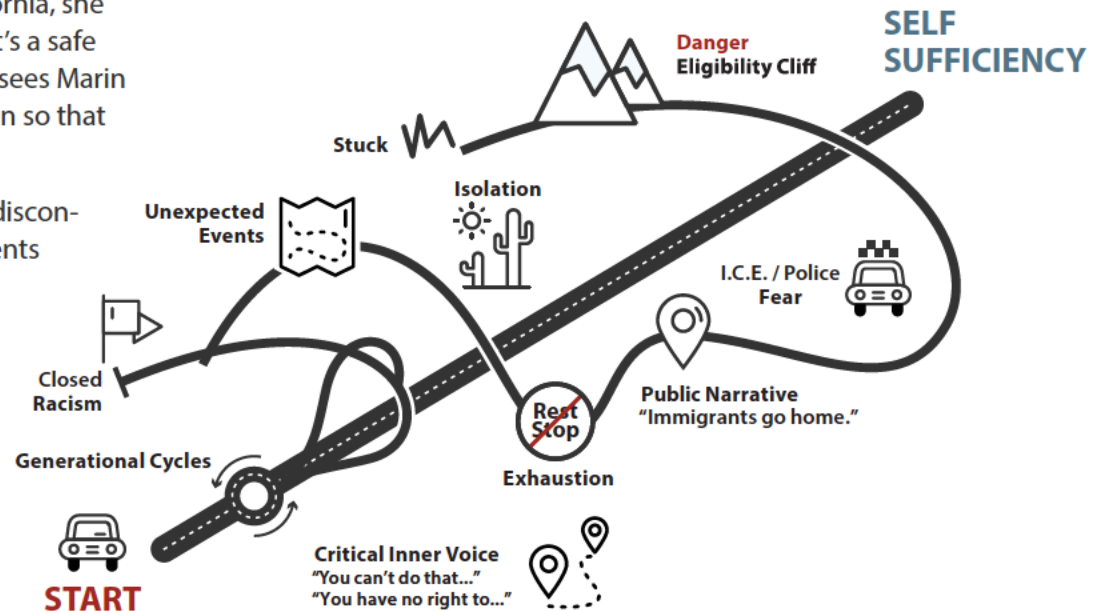 rnia, she
t's a safe
sees Marin
n so that
discon-
ents
SELF
SUFFICIENCY
Danger
Eligibility Cliff
Stuck
Isolation
Unexpected
Events
I.C.E. / Police
Fear
Closed
Racism
Public Narrative
“Immigrants go home.”
Rest
Stop
Exhaustion
Generational Cycles
Critical Inner Voice
“You can’t do that...”
“You have no right to...”
START